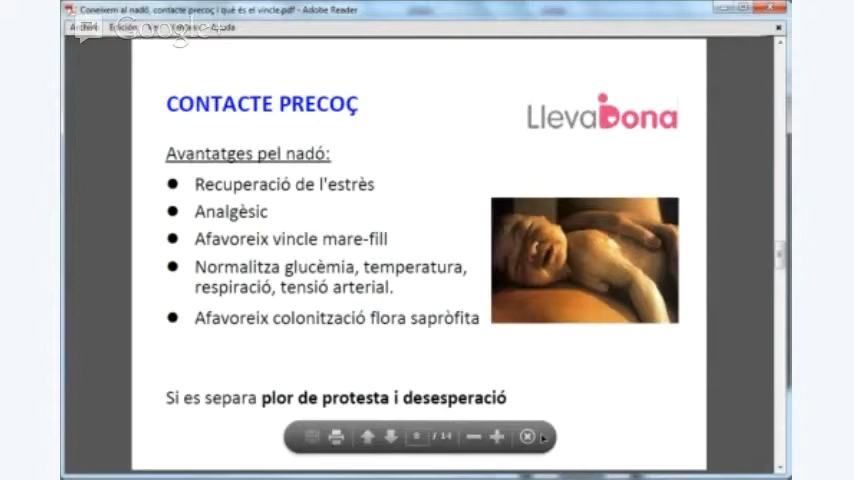 Coneixem al nadó, contacte precoç i què és el vincle.pdf - Adobe Reader
Archivo Edición Ventana Ayuda
Google+
CONTACTE PRECOÇ
LlevaDona
Avantatges pel nadó:
● Recuperació de l'estrès
● Analgèsic
● Afavoreix vincle mare-fill
● Normalitza glucèmia, temperatura,
respiració, tensió arterial.
● Afavoreix colonització flora sapròfita
Si es separa plor de protesta i desesperació
8 / 14